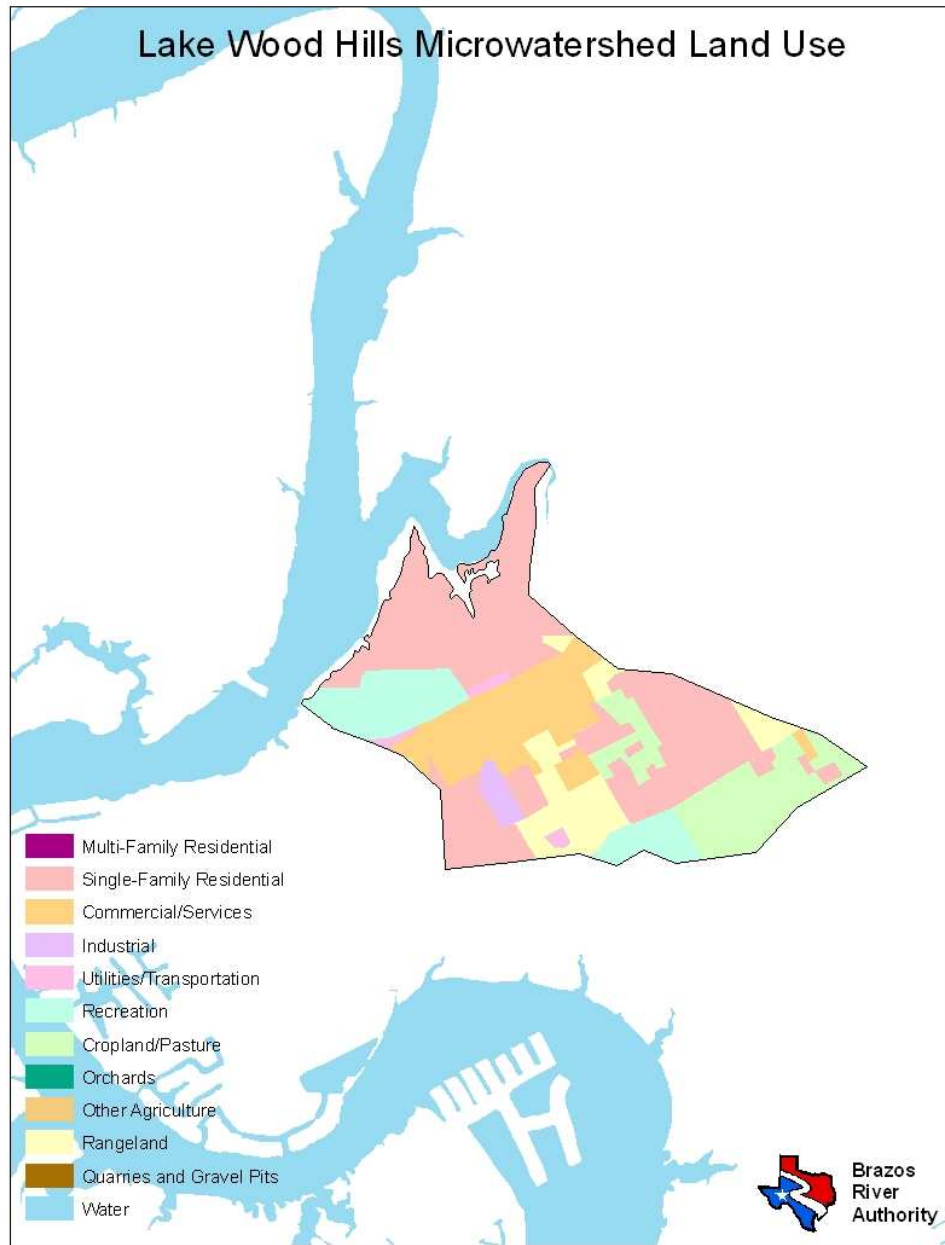 Lake Wood Hills Microwatershed Land Use
Multi-Family Residential
Single-Family Residential
Commercial/Services
Industrial
Utilities/Transportation
Recreation
Cropland/Pasture
Orchards
Other Agriculture
Rangeland
Quarries and Gravel Pits
Water
Brazos
River
Authority